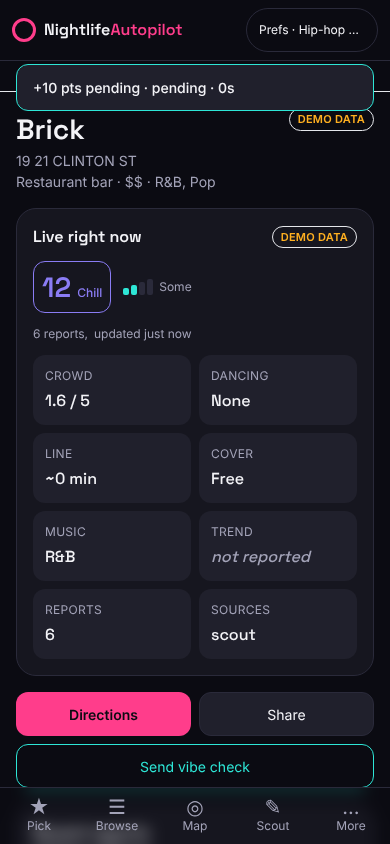 NightlifeAutopilot
Prefs · Hip-hop ...
+10 pts pending · pending · 0s
Brick
DEMO DATA
19 21 CLINTON ST
Restaurant bar · $$ · R&B, Pop
Live right now
DEMO DATA
12 Chill
Some
6 reports, updated just now
CROWD
1.6 / 5
DANCING
None
LINE
~0 min
COVER
Free
MUSIC
R&B
TREND
not reported
REPORTS
6
SOURCES
scout
Directions
Share
Send vibe check
Pick
Browse
Map
Scout
More